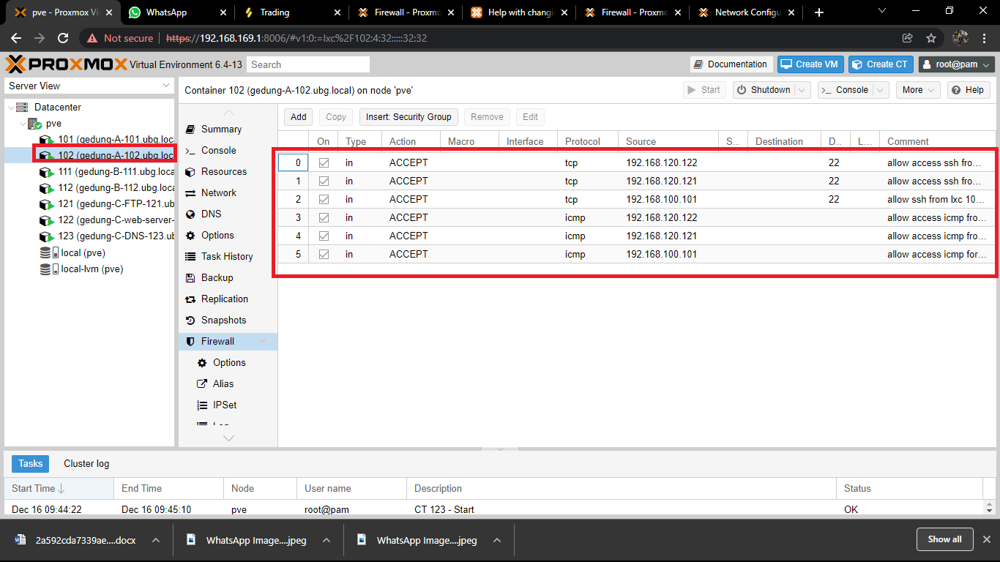 pve - Proxmox Vi
WhatsApp
Trading
Firewall - Proxmo
Help with changi
Firewall - Proxmo
Network Configu
Not secure https://192.168.169.1:8006/#v1:0:=lxc%2F102:4:32:::::32:32
PROXMOX Virtual Environment 6.4-13 Search Documentation Create VM Create CT root@pam
Server View
Container 102 (gedung-A-102.ubg.local) on node 'pve' Start Shutdown Console More Help
Datacenter
pve
101 (gedung-A-101.ubg.loca
102 (gedung-A-102.ubg.loc
111 (gedung-B-111.ubg.loca
112 (gedung-B-112.ubg.loca
121 (gedung-C-FTP-121.ub
122 (gedung-C-web-server-
123 (gedung-C-DNS-123.ub
local (pve)
local-lvm (pve)
Summary
Console
Resources
Network
DNS
Options
Task History
Backup
Replication
Snapshots
Firewall
Options
Alias
IPSet
Add Copy Insert: Security Group Remove Edit
On Type Action Macro Interface Protocol Source S... Destination D... L... Comment
0 in ACCEPT tcp 192.168.120.122 22 allow access ssh fro...
1 in ACCEPT tcp 192.168.120.121 22 allow access ssh fro...
2 in ACCEPT tcp 192.168.100.101 22 allow ssh from lxc 10...
3 in ACCEPT icmp 192.168.120.122 allow access icmp fro...
4 in ACCEPT icmp 192.168.120.121 allow access icmp fro...
5 in ACCEPT icmp 192.168.100.101 allow access icmp for...
Tasks Cluster log
Start Time End Time Node User name Description Status
Dec 16 09:44:22 Dec 16 09:45:10 pve root@pam CT 123 - Start OK
2a592cda7339ae....docx WhatsApp Image....jpeg WhatsApp Image....jpeg Show all